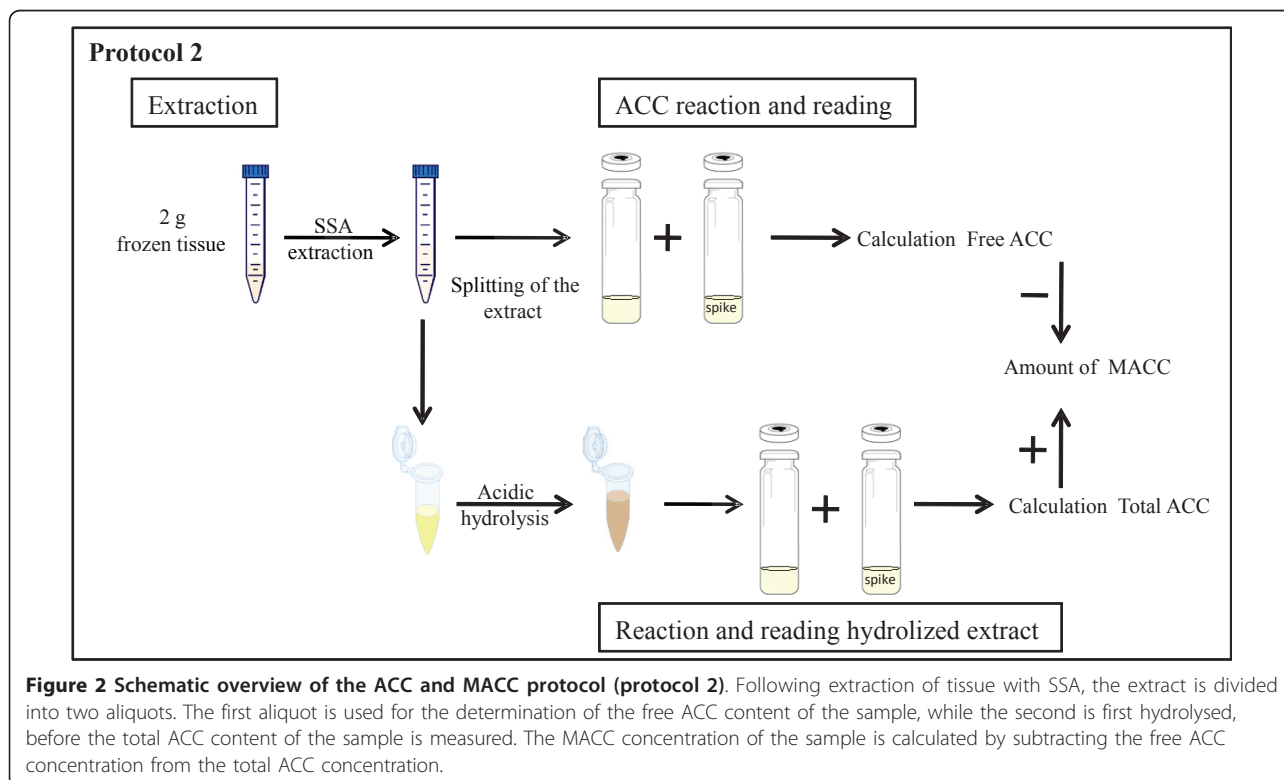 Protocol 2
Extraction
ACC reaction and reading
2 g
frozen tissue
SSA
extraction
Splitting of the
extract
spike
Calculation Free ACC
−
Amount of MACC
+
Acidic
hydrolysis
+
spike
+
Calculation Total ACC
Reaction and reading hydrolized extract
Figure 2 Schematic overview of the ACC and MACC protocol (protocol 2). Following extraction of tissue with SSA, the extract is divided
into two aliquots. The first aliquot is used for the determination of the free ACC content of the sample, while the second is first hydrolysed,
before the total ACC content of the sample is measured. The MACC concentration of the sample is calculated by subtracting the free ACC
concentration from the total ACC concentration.